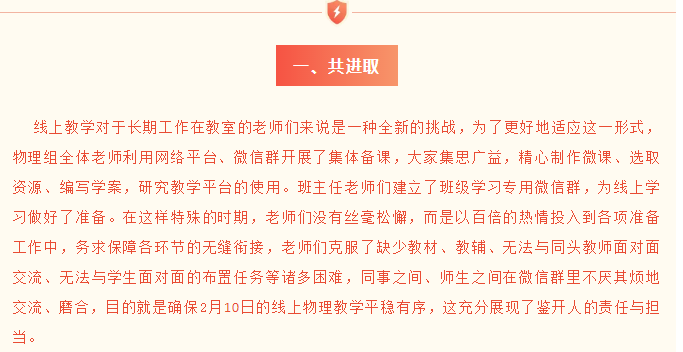 一、共进取
线上教学对于长期工作在教室的老师们来说是一种全新的挑战，为了更好地适应这一形式，
物理组全体老师利用网络平台、微信群开展了集体备课，大家集思广益，精心制作微课、选取
资源、编写学案，研究教学平台的使用。班主任老师们建立了班级学习专用微信群，为线上学
习做好了准备。在这样特殊的时期，老师们没有丝毫松懈，而是以百倍的热情投入到各项准备
工作中，务求保障各环节的无缝衔接，老师们克服了缺少教材、教辅、无法与同头教师面对面
交流、无法与学生面对面的布置任务等诸多困难，同事之间、师生之间在微信群里不厌其烦地
交流、磨合，目的就是确保2月10日的线上物理教学平稳有序，这充分展现了鉴开人的责任与担
当。